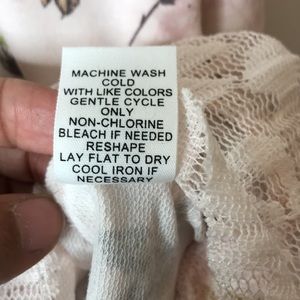 MACHINE WASH
COLD
WITH LIKE COLORS
GENTLE CYCLE
ONLY
NON-CHLORINE
BLEACH IF NEEDED
RESHAPE
LAY FLAT TO DRY
COOL IRON IF
NECESSARY